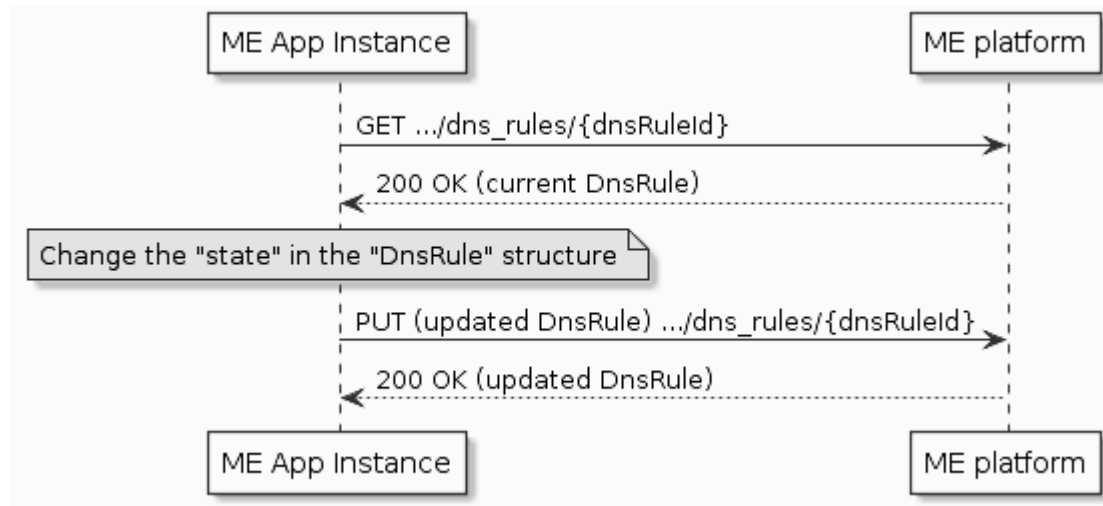 ME App Instance
ME platform
GET .../dns_rules/{dnsRuleId}
200 OK (current DnsRule)
Change the "state" in the "DnsRule" structure
PUT (updated DnsRule) .../dns_rules/{dnsRuleId}
200 OK (updated DnsRule)
ME App Instance
ME platform